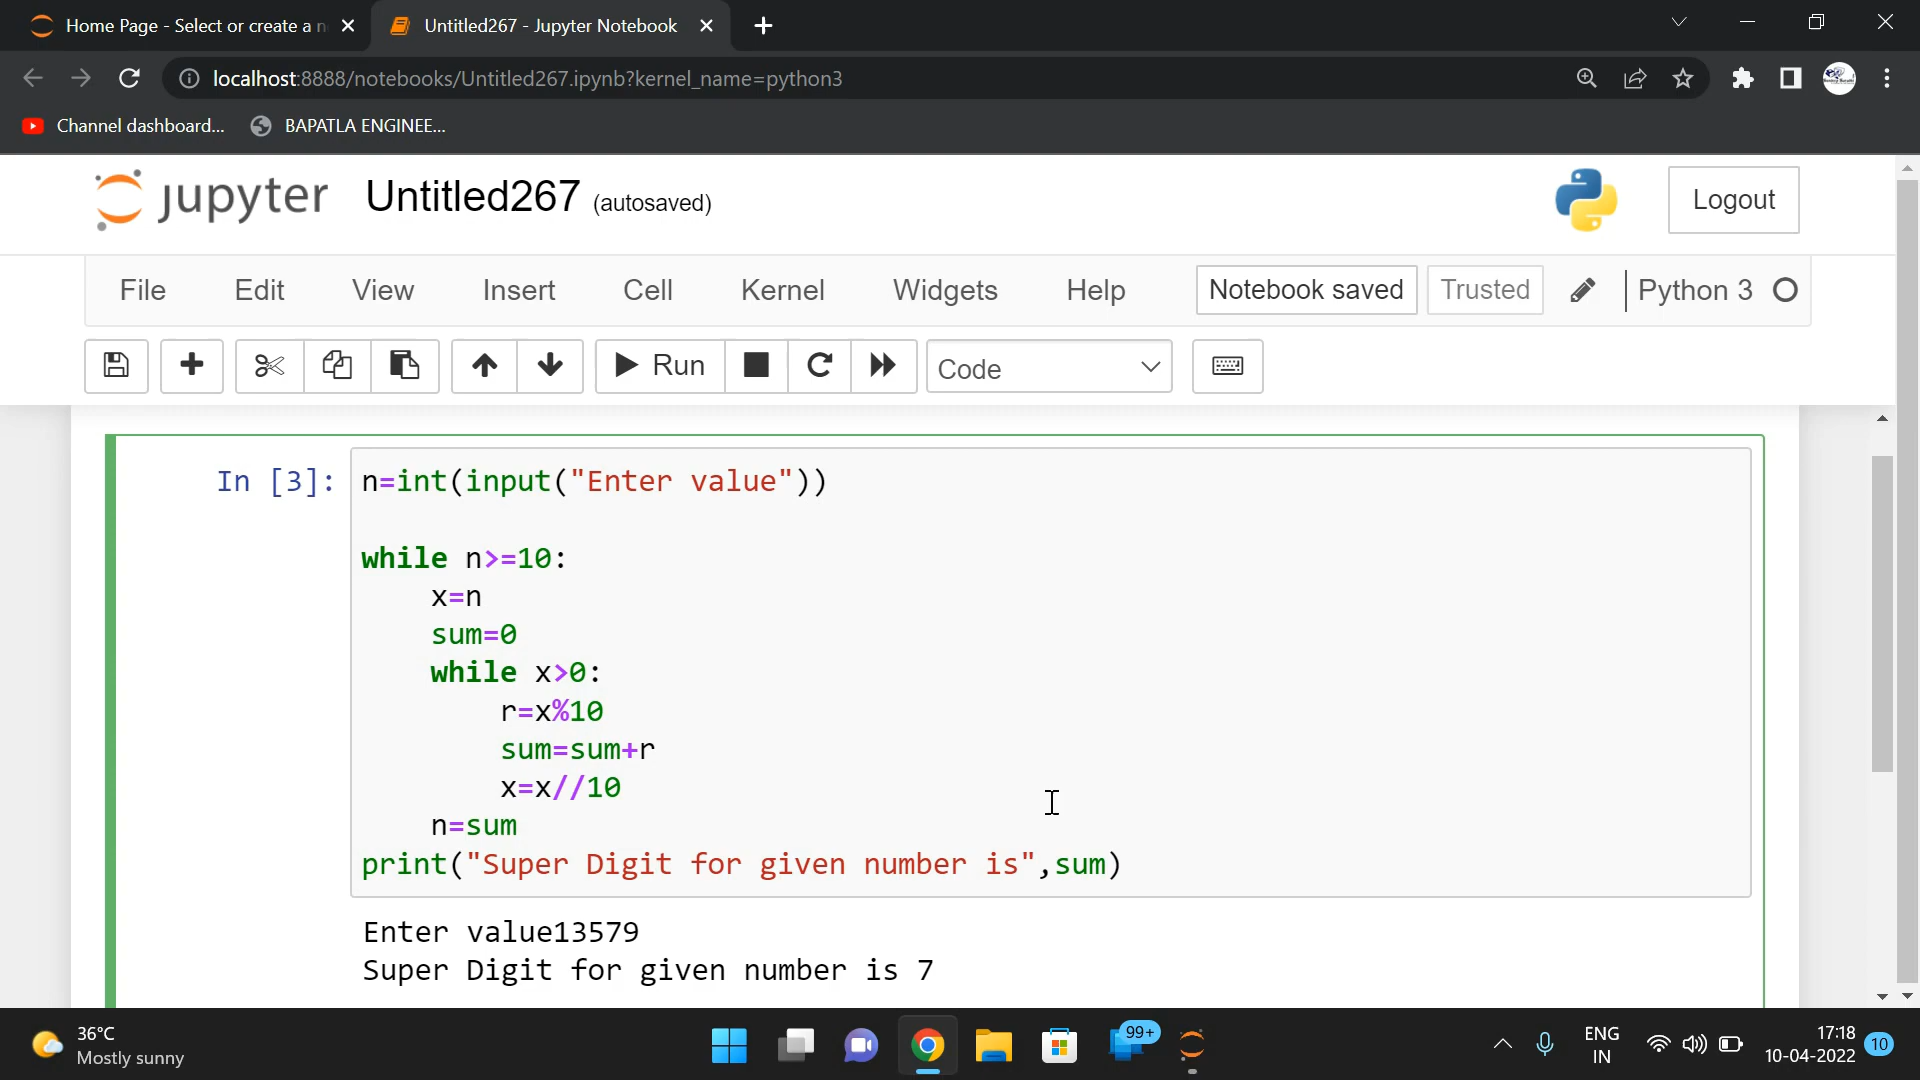 Home Page - Select or create a n
Untitled267 - Jupyter Notebook
localhost:8888/notebooks/Untitled267.ipynb?kernel_name=python3
Channel dashboard...
BAPATLA ENGINEE...
jupyter Untitled267 (autosaved)
Logout
File Edit View Insert Cell Kernel Widgets Help Notebook saved Trusted Python 3
Run Code
In [3]: n=int(input("Enter value"))
while n>=10:
    x=n
    sum=0
    while x>0:
        r=x%10
        sum=sum+r
        x=x//10
    n=sum
print("Super Digit for given number is",sum)
Enter value13579
Super Digit for given number is 7
36°C
Mostly sunny
99+
ENG
IN
17:18
10-04-2022
10